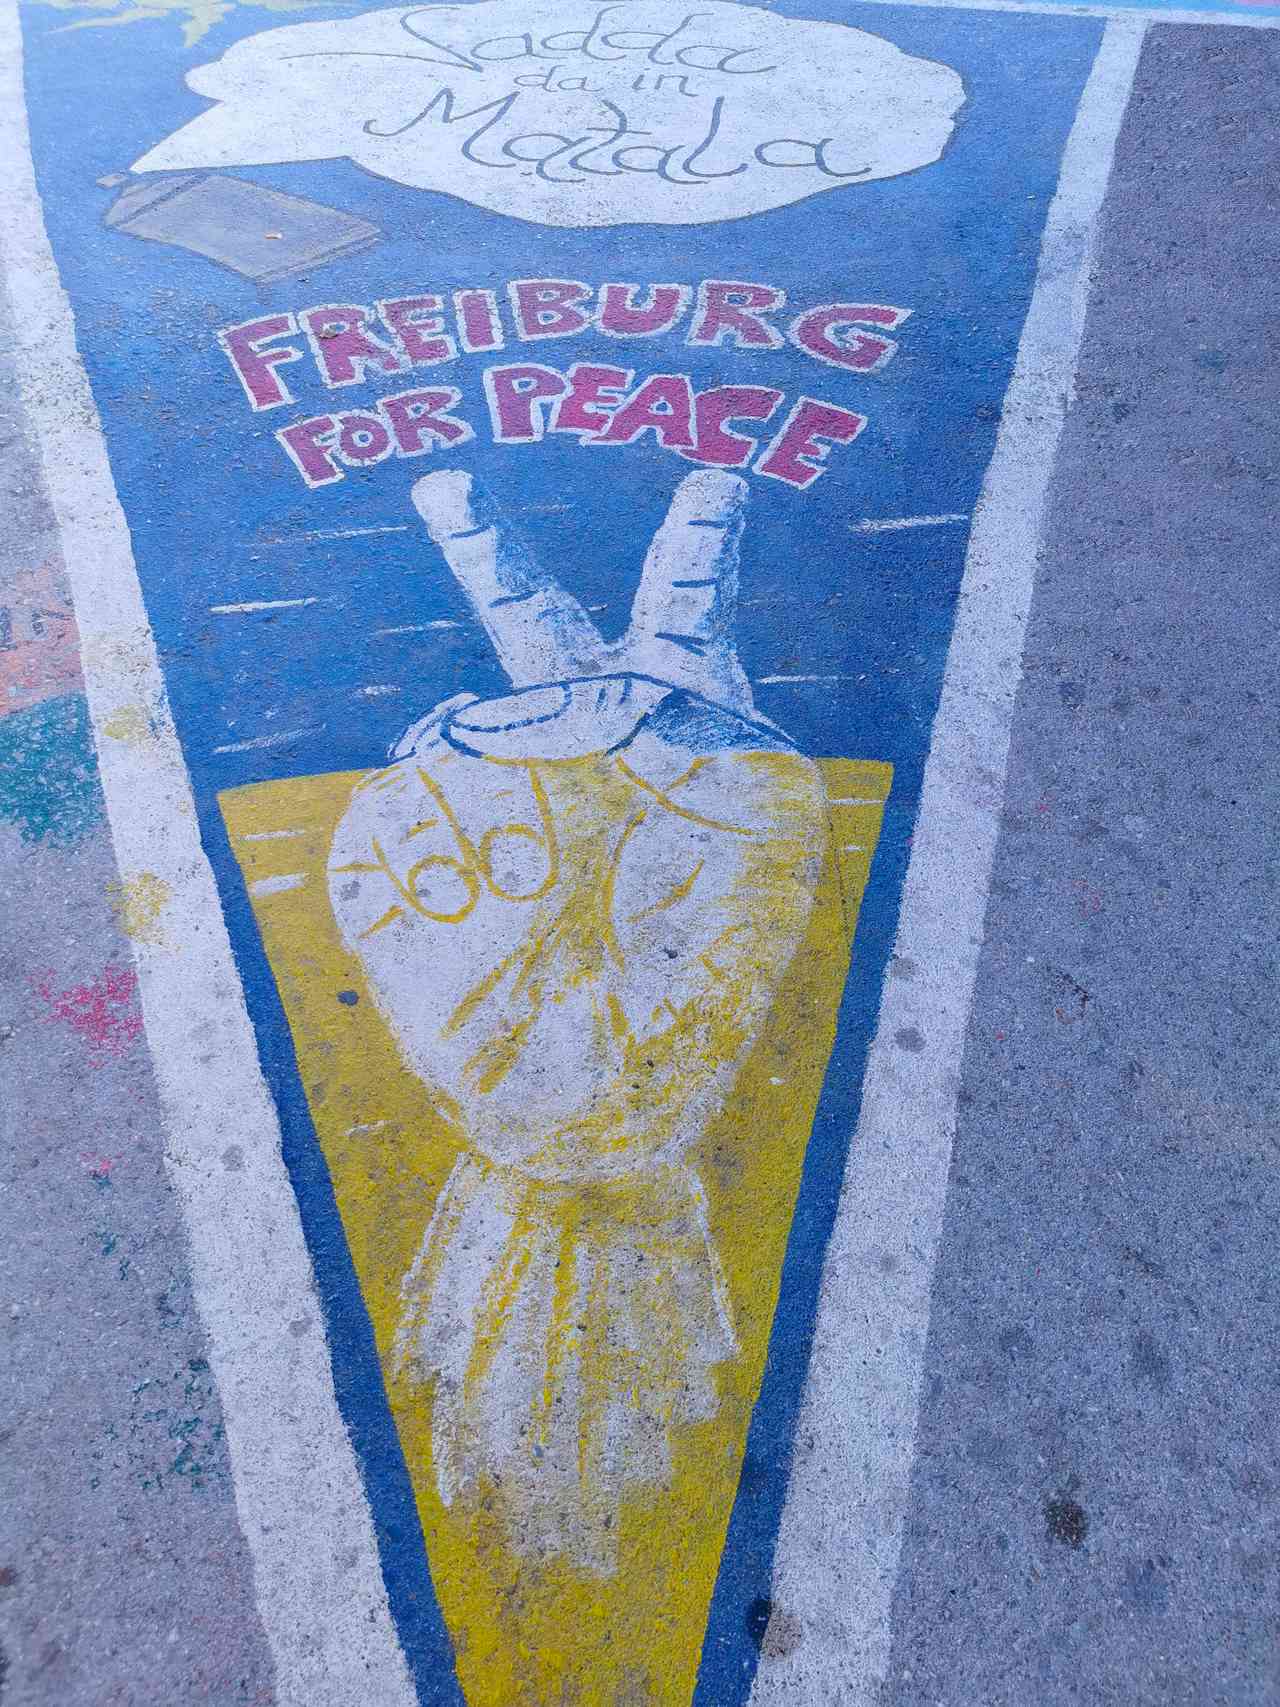 Sadda
da in
Matala
FREIBURG
FOR PEACE